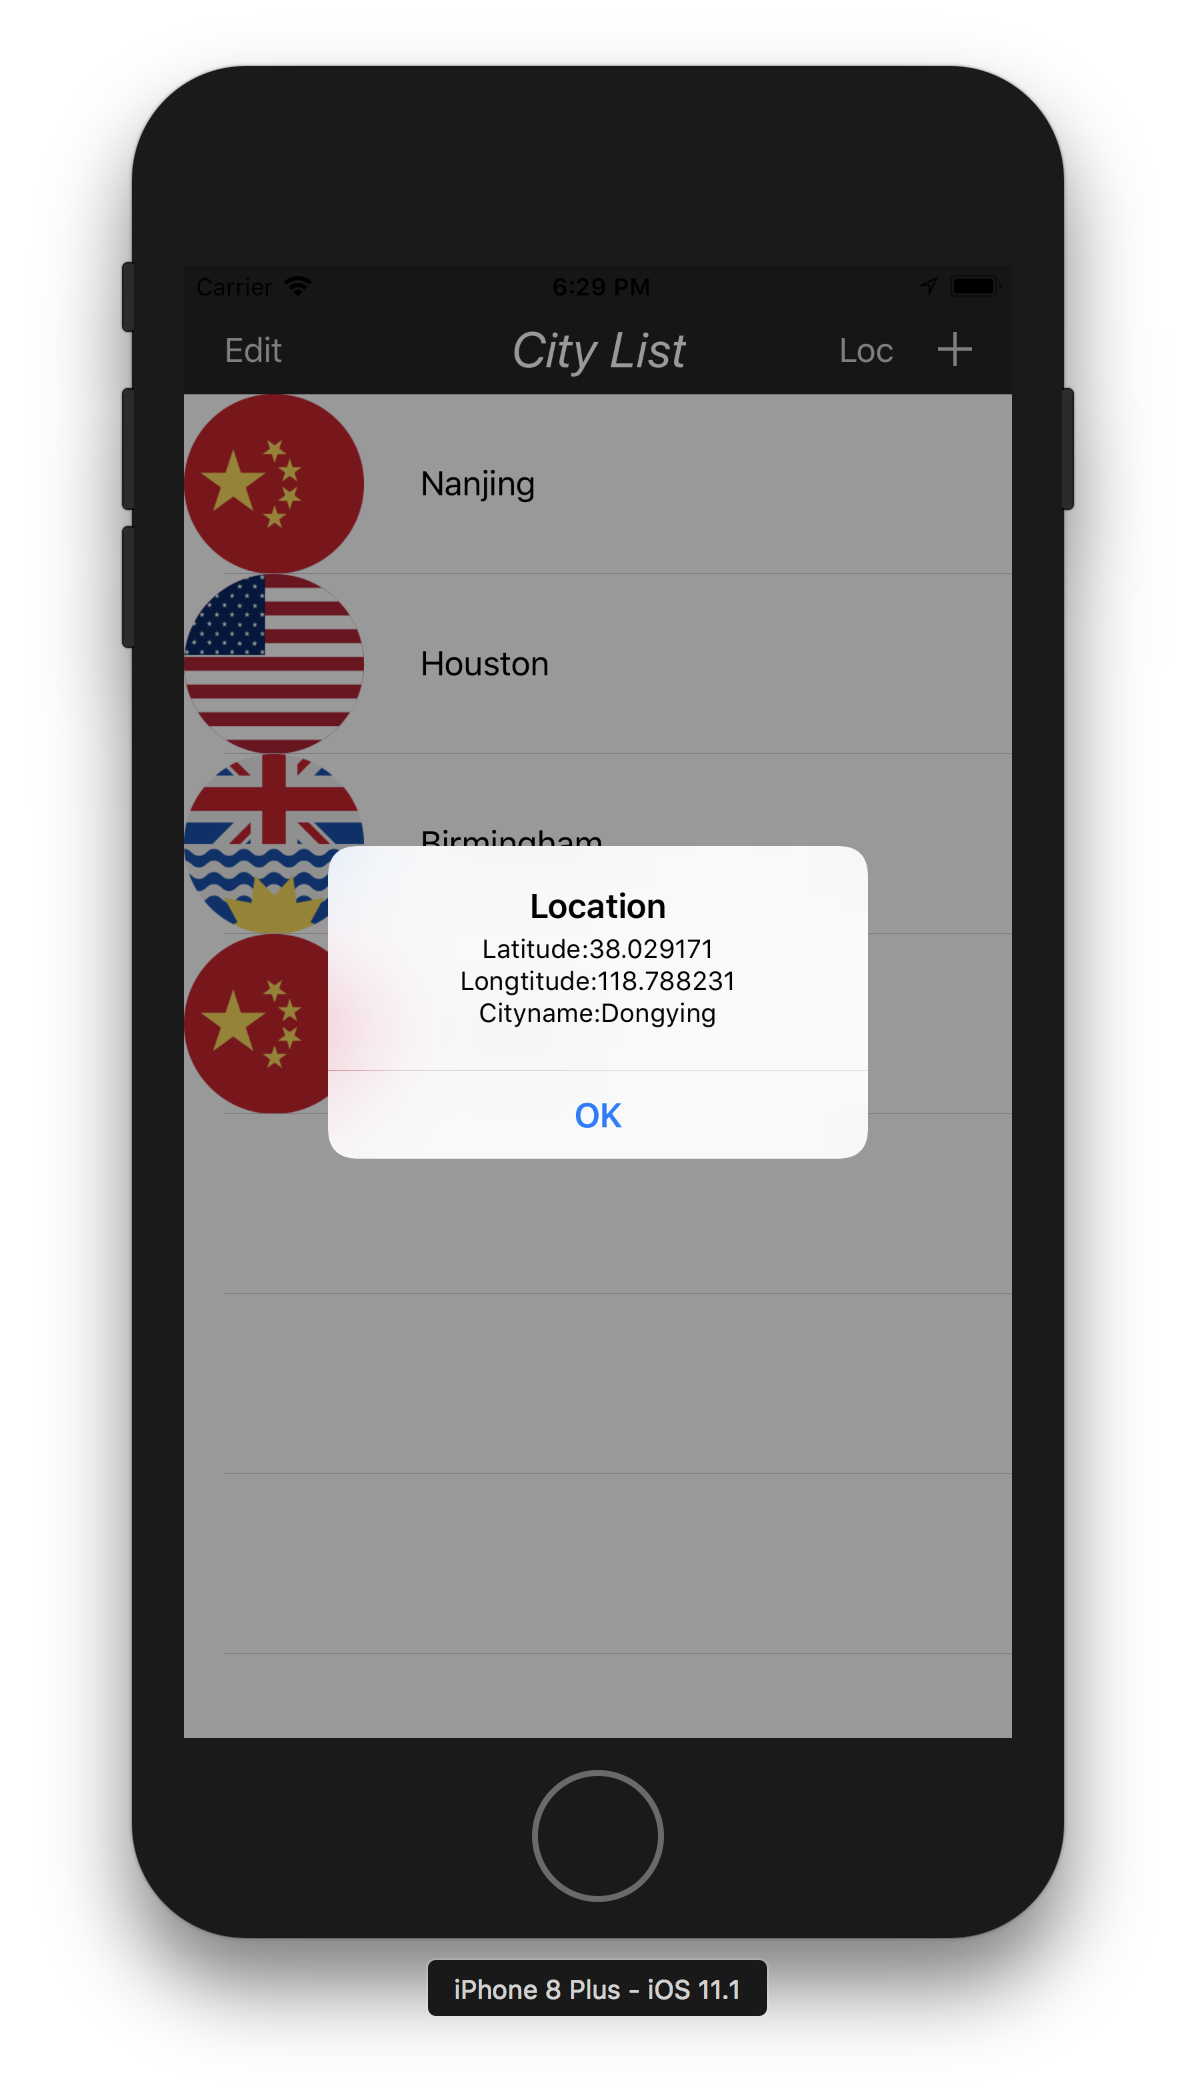 Carrier 6:29 PM
Edit City List Loc +
Nanjing
Houston
Birmingham
Location
Latitude:38.029171
Longtitude:118.788231
Cityname:Dongying
OK
iPhone 8 Plus - iOS 11.1